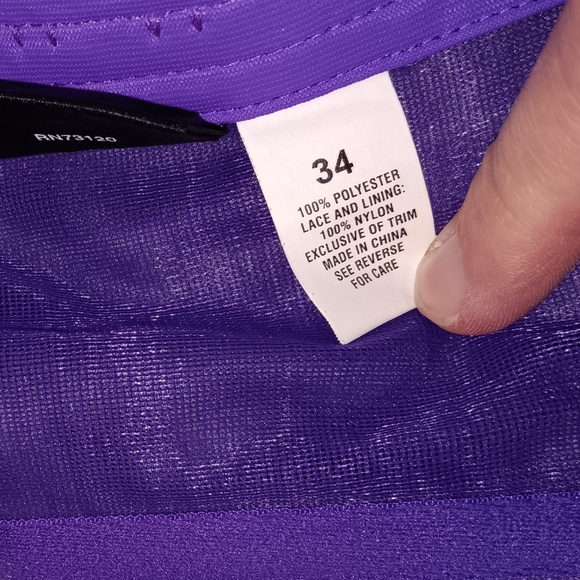 RN73120
34
100% POLYESTER
LACE AND LINING:
100% NYLON
EXCLUSIVE OF TRIM
MADE IN CHINA
SEE REVERSE
FOR CARE